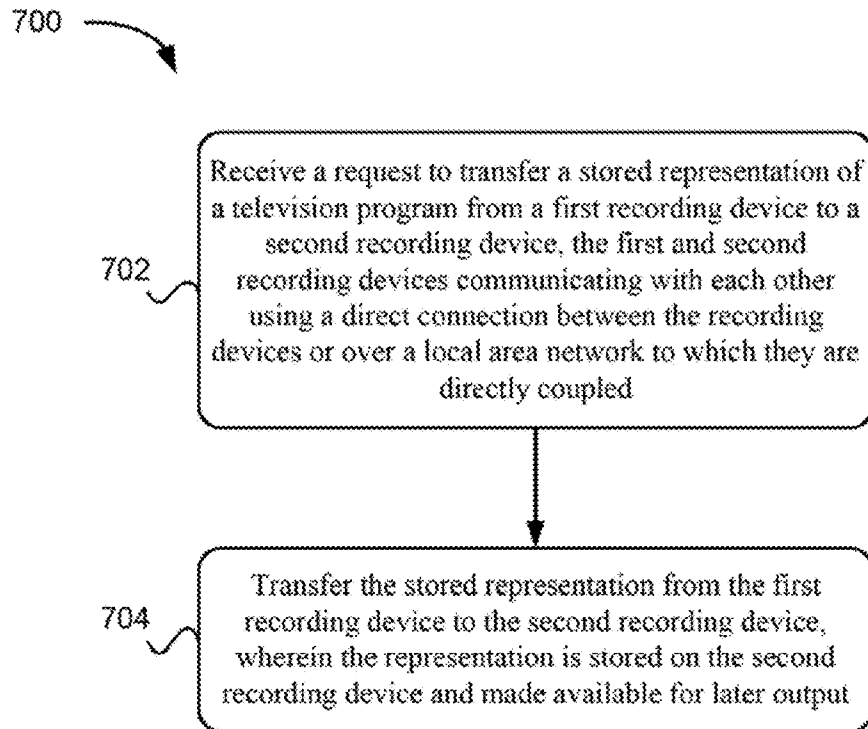 700
Receive a request to transfer a stored representation of
a television program from a first recording device to a
second recording device, the first and second
recording devices communicating with each other
using a direct connection between the recording
devices or over a local area network to which they are
directly coupled
702
Transfer the stored representation from the first
recording device to the second recording device,
wherein the representation is stored on the second
recording device and made available for later output
704